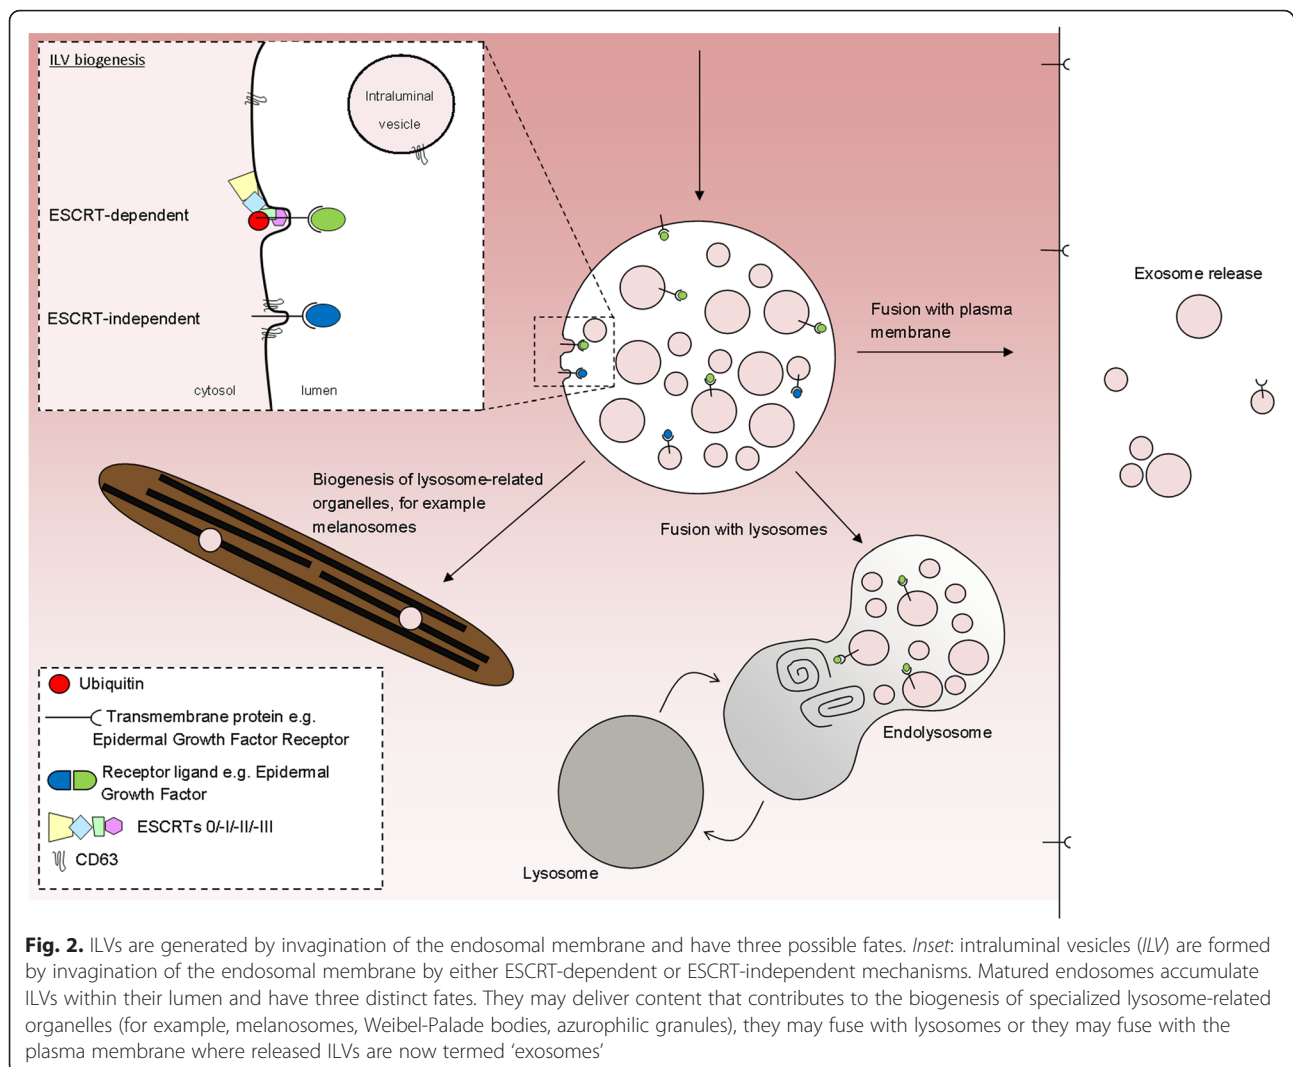 ILV biogenesis
Intraluminal
vesicle
ESCRT-dependent
ESCRT-independent
cytosol
lumen
Exosome release
Fusion with plasma
membrane
Biogenesis of lysosome-related
organelles, for example
melanosomes
Fusion with lysosomes
Endolysosome
Lysosome
Ubiquitin
Transmembrane protein e.g.
Epidermal Growth Factor Receptor
Receptor ligand e.g. Epidermal
Growth Factor
ESCRTs 0/-I/-II/-III
CD63
Fig. 2. ILVs are generated by invagination of the endosomal membrane and have three possible fates. Inset: intraluminal vesicles (ILV) are formed
by invagination of the endosomal membrane by either ESCRT-dependent or ESCRT-independent mechanisms. Matured endosomes accumulate
ILVs within their lumen and have three distinct fates. They may deliver content that contributes to the biogenesis of specialized lysosome-related
organelles (for example, melanosomes, Weibel-Palade bodies, azurophilic granules), they may fuse with lysosomes or they may fuse with the
plasma membrane where released ILVs are now termed ‘exosomes’